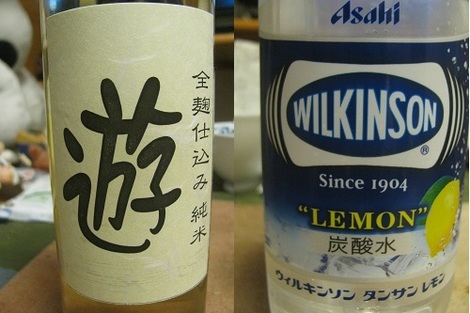 遊
全麹仕込み 純米
Asahi
WILKINSON
®
Since 1904
"LEMON"
炭酸水
ウィルキンソン タンサン レモン